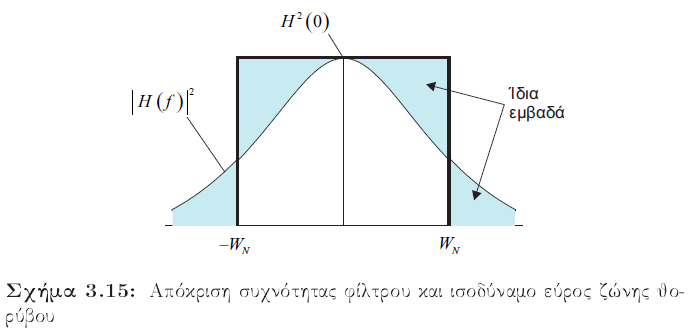 H²(0)
|H(f)|²
Ίδια
εμβαδά
−W_N
W_N
Σχήμα 3.15: Απόκριση συχνότητας φίλτρου και ισοδύναμο εύρος ζώνης θο-
ρύβου